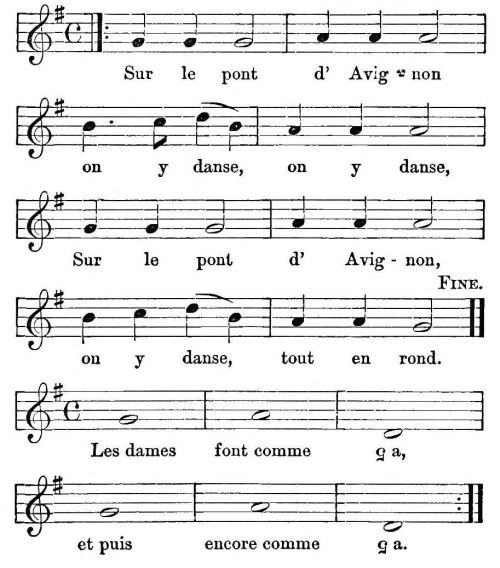 Sur le pont d' Avig - non
on y danse, on y danse,
Sur le pont d' Avig - non,
FINE.
on y danse, tout en rond.
Les dames font comme ça,
et puis encore comme ça.